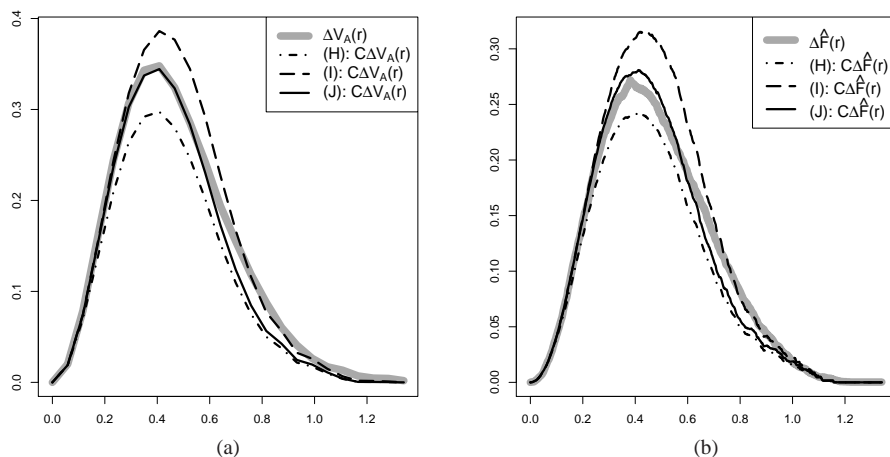 ΔV_A(r)
(H): CΔV_A(r)
(I): CΔV_A(r)
(J): CΔV_A(r)
0.4
0.3
0.2
0.1
0.0
0.0 0.2 0.4 0.6 0.8 1.0 1.2
(a)
ΔF̂(r)
(H): CΔF̂(r)
(I): CΔF̂(r)
(J): CΔF̂(r)
0.30
0.25
0.20
0.15
0.10
0.05
0.00
0.0 0.2 0.4 0.6 0.8 1.0 1.2
(b)